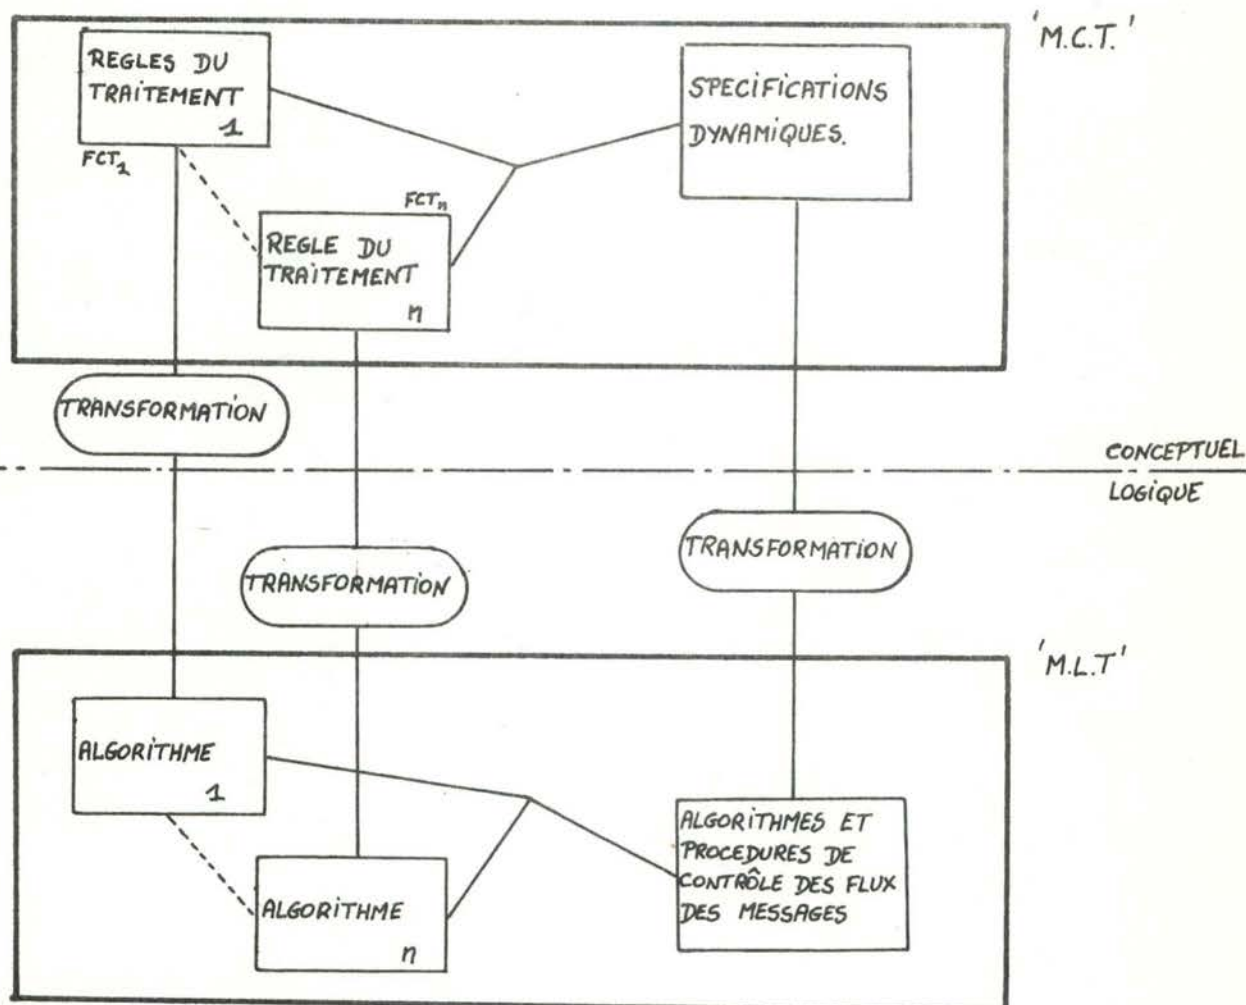 'M.C.T.'
REGLES DU
TRAITEMENT
1
FCT1
SPECIFICATIONS
DYNAMIQUES.
FCTn
REGLE DU
TRAITEMENT
n
TRANSFORMATION
CONCEPTUEL
LOGIQUE
TRANSFORMATION
TRANSFORMATION
'M.L.T'
ALGORITHME
1
ALGORITHME
n
ALGORITHMES ET
PROCEDURES DE
CONTRÔLE DES FLUX
DES MESSAGES